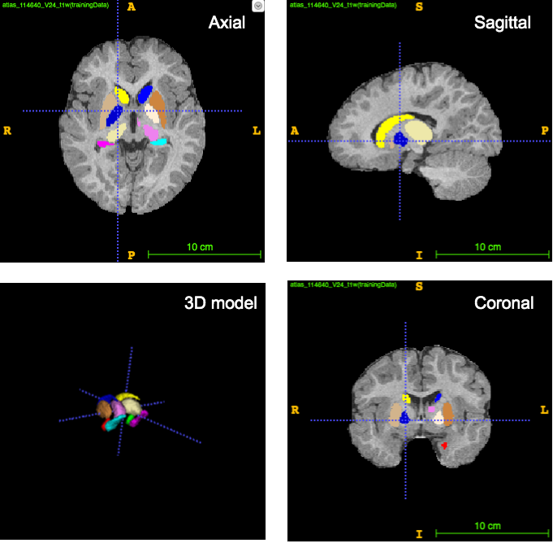 atlas_114640_V24_t1w(trainingData)
A
Axial
R
L
10 cm
P
atlas_114640_V24_t1w(trainingData)
S
Sagittal
A
P
10 cm
I
3D model
atlas_114640_V24_t1w(trainingData)
S
Coronal
R
L
10 cm
I